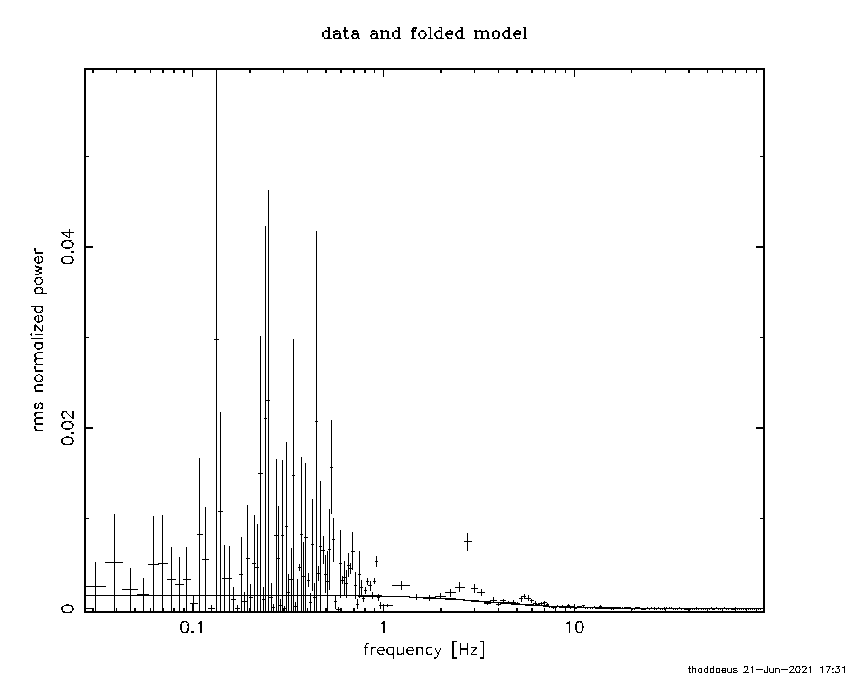 data and folded model
rms normalized power
0.04
0.02
0
0.1 1 10
frequency [Hz]
thaddaeus 21-Jun-2021 17:31